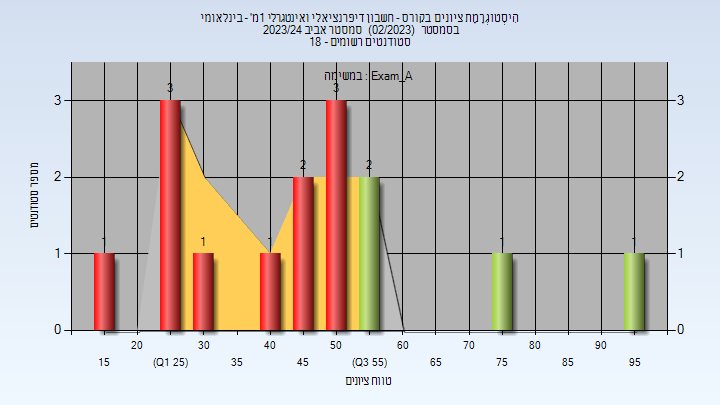 היסטוגרמת ציונים בקורס - חשבון דיפרנציאלי ואינטגרלי 1מ' - בינלאומי
בסמסטר (02/2023) סמסטר אביב 2023/24
סטודנטים רשומים - 18
במשימה : Exam_A
מספר סטודנטים
3 3
2 2
1 1
0 0
1 3 1 1 2 3 2 1 1
20 30 40 50 60 70 80 90
15 (Q1 25) 35 45 (Q3 55) 65 75 85 95
טווח ציונים